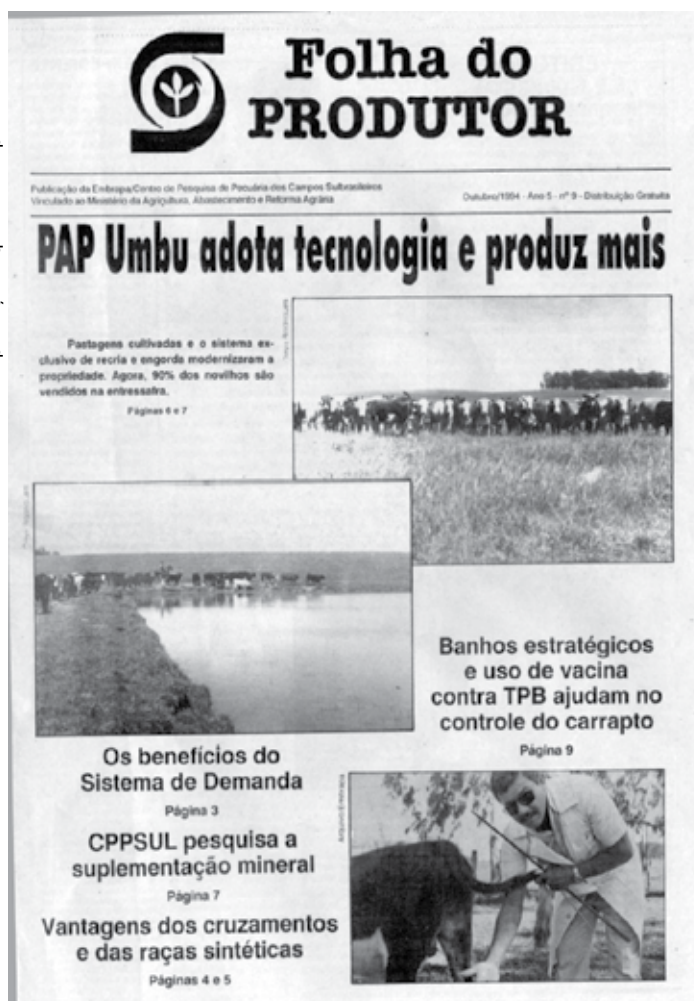 Folha do
PRODUTOR
Publicação da Embrapa/Centro de Pesquisa de Pecuária dos Campos Sulbrasileiros
Vinculado ao Ministério da Agricultura, Abastecimento e Reforma Agrária
Outubro/1994 - Ano 5 - nº 9 - Distribuição Gratuita
PAP Umbu adota tecnologia e produz mais
Pastagens cultivadas e o sistema ex-
clusivo de recria e engorda modernizaram a
propriedade. Agora, 90% dos novilhos são
vendidos na entressafra.
Páginas 6 e 7
Banhos estratégicos
e uso de vacina
contra TPB ajudam no
controle do carrapto
Página 9
Os benefícios do
Sistema de Demanda
Página 3
CPPSUL pesquisa a
suplementação mineral
Página 7
Vantagens dos cruzamentos
e das raças sintéticas
Páginas 4 e 5